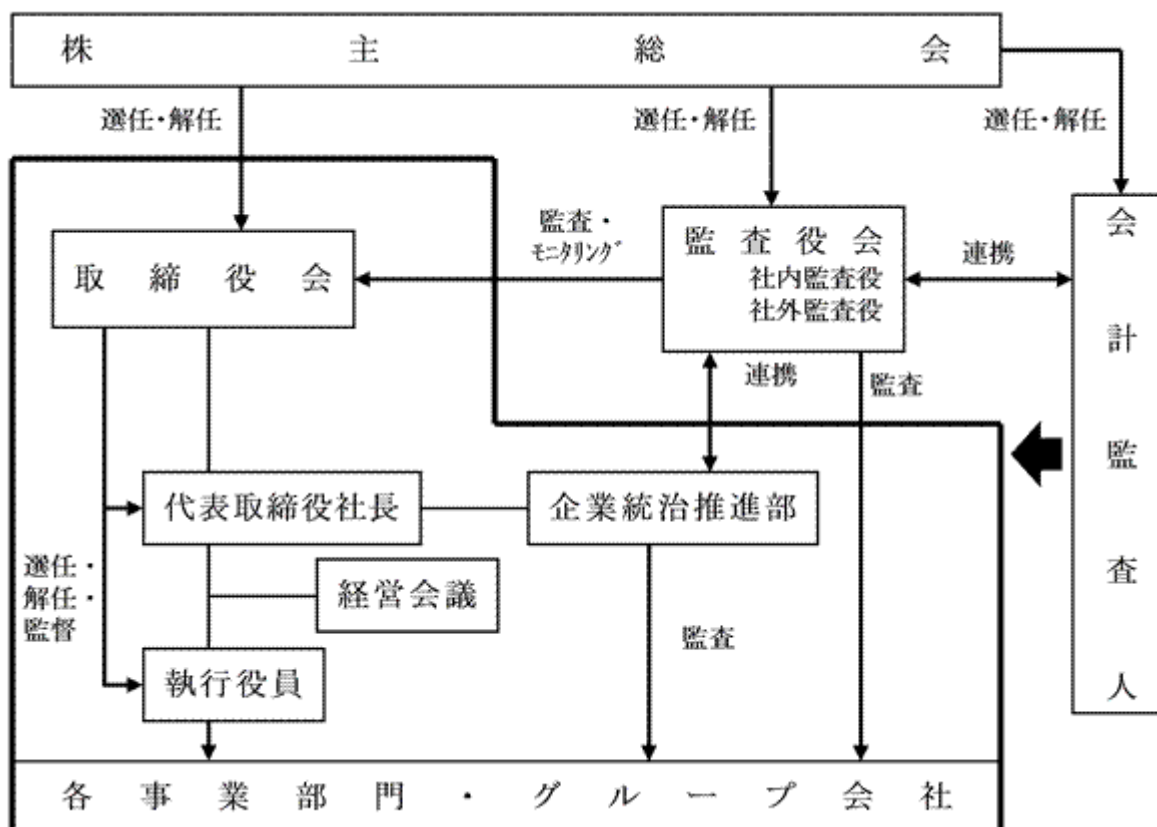 株主総会
選任・解任
選任・解任
選任・解任
監査・
ﾓﾆﾀﾘﾝｸﾞ
取締役会
監査役会
社内監査役
社外監査役
連携
会計監査人
連携
監査
代表取締役社長
企業統治推進部
選任・
解任・
監督
経営会議
監査
執行役員
各事業部門・グループ会社